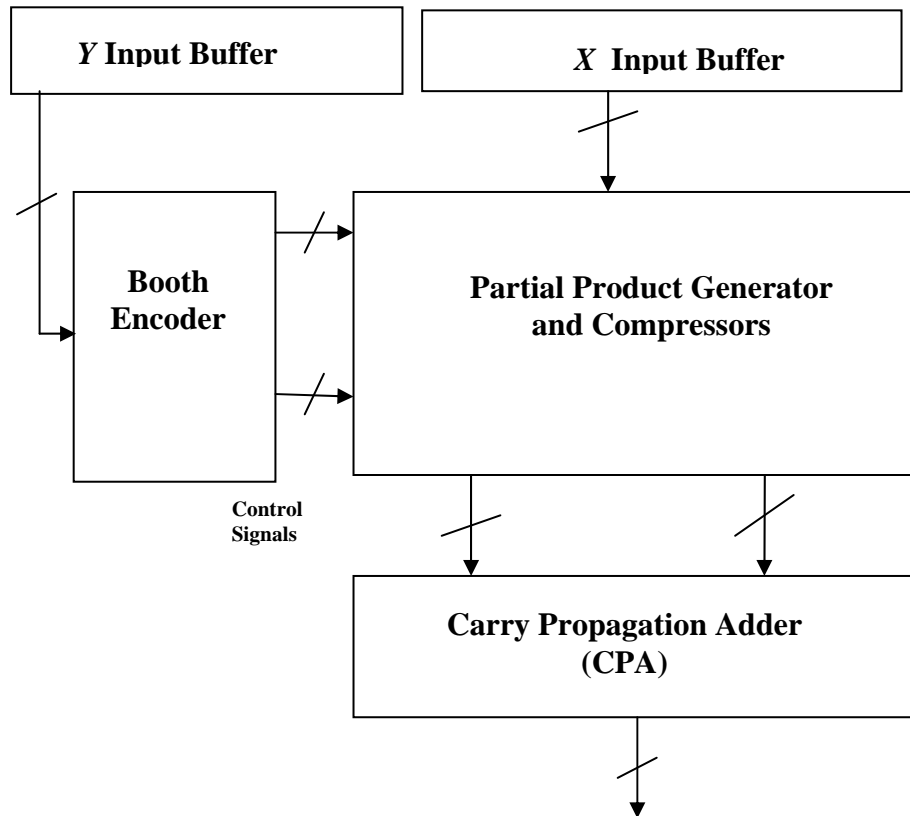 Y Input Buffer
X Input Buffer
Booth
Encoder
Partial Product Generator
and Compressors
Control
Signals
Carry Propagation Adder
(CPA)